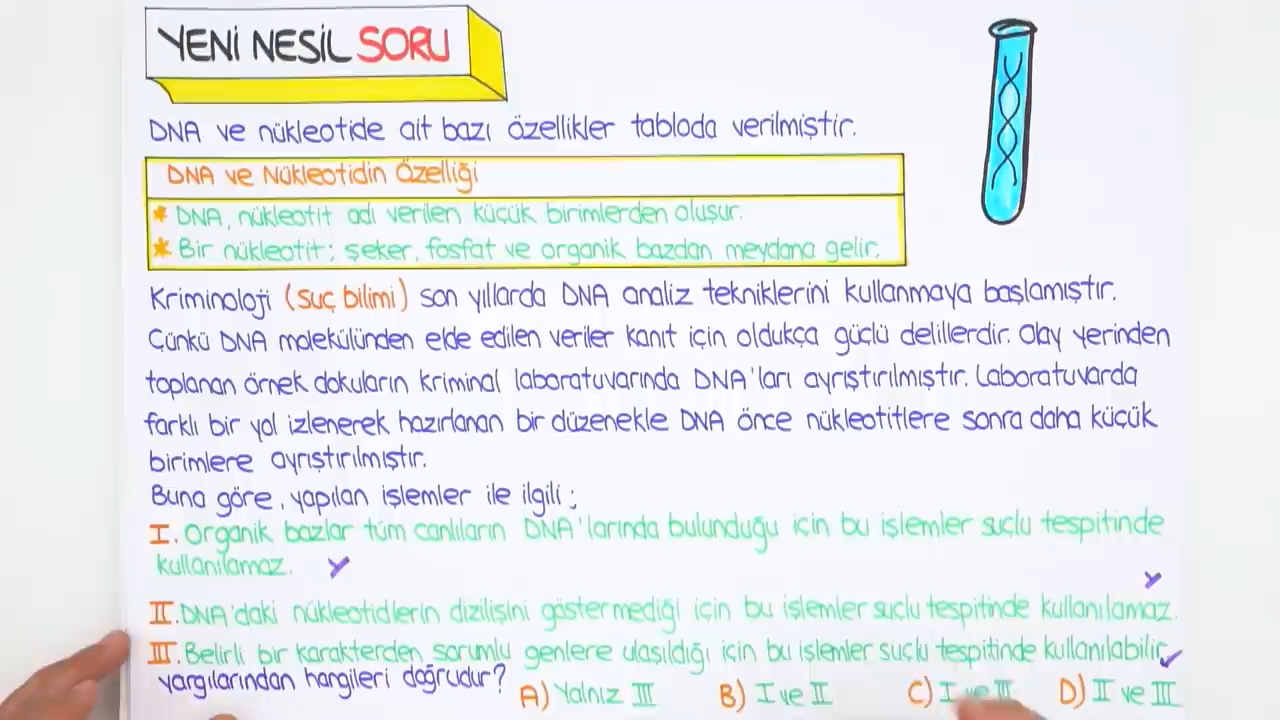 YENİ NESİL SORU
DNA ve nükleotide ait bazı özellikler tabloda verilmiştir.
DNA ve Nükleotidin Özelliği
* DNA, nükleotit adı verilen küçük birimlerden oluşur.
* Bir nükleotit; şeker, fosfat ve organik bazdan meydana gelir.
Kriminoloji (suç bilimi) son yıllarda DNA analiz tekniklerini kullanmaya başlamıştır.
Çünkü DNA molekülünden elde edilen veriler kanıt için oldukça güçlü delillerdir. Olay yerinden
toplanan örnek dokuların kriminal laboratuvarında DNA'ları ayrıştırılmıştır. Laboratuvarda
farklı bir yol izlenerek hazırlanan bir düzenekle DNA önce nükleotitlere sonra daha küçük
birimlere ayrıştırılmıştır.
Buna göre, yapılan işlemler ile ilgili;
I. Organik bazlar tüm canlıların DNA'larında bulunduğu için bu işlemler suçlu tespitinde
kullanılamaz. Y
Y
II. DNA'daki nükleotidlerin dizilişini göstermediği için bu işlemler suçlu tespitinde kullanılamaz.
III. Belirli bir karakterden sorumlu genlere ulaşıldığı için bu işlemler suçlu tespitinde kullanılabilir
yargılarından hangileri doğrudur? A) Yalnız III B) I ve II C) I ve III D) II ve III